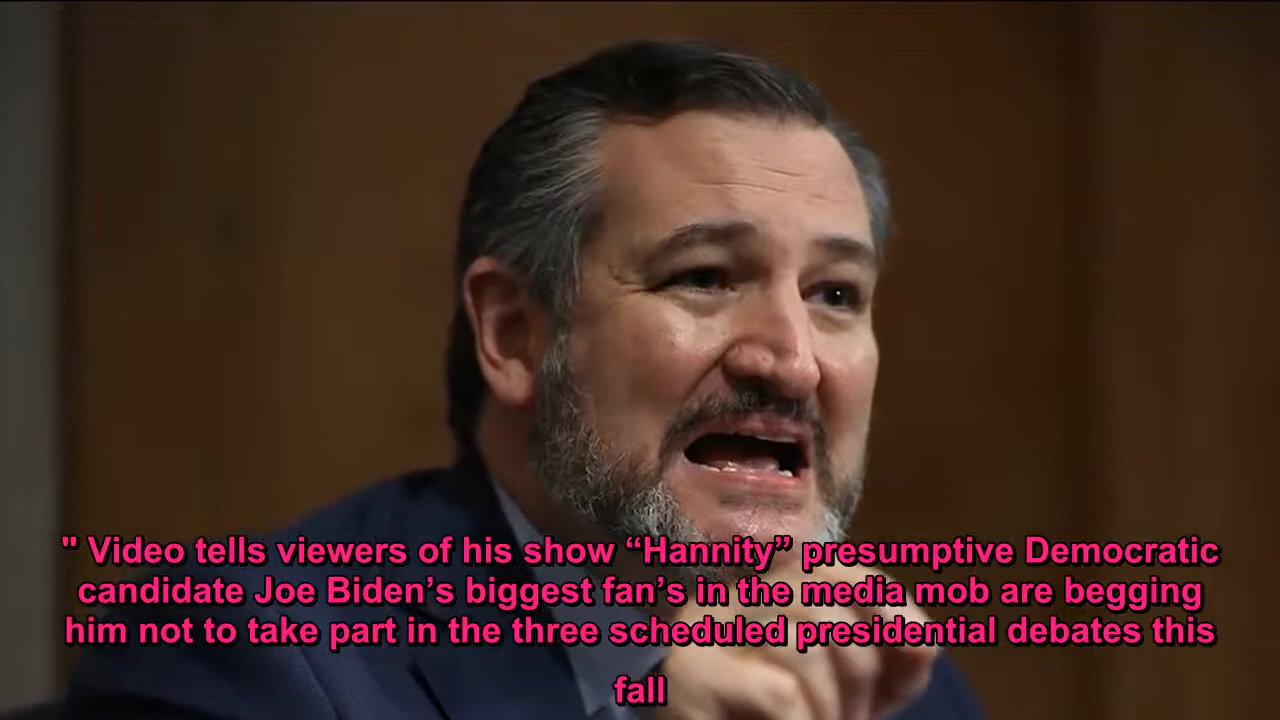 " Video tells viewers of his show “Hannity” presumptive Democratic
candidate Joe Biden’s biggest fan’s in the media mob are begging
him not to take part in the three scheduled presidential debates this
fall